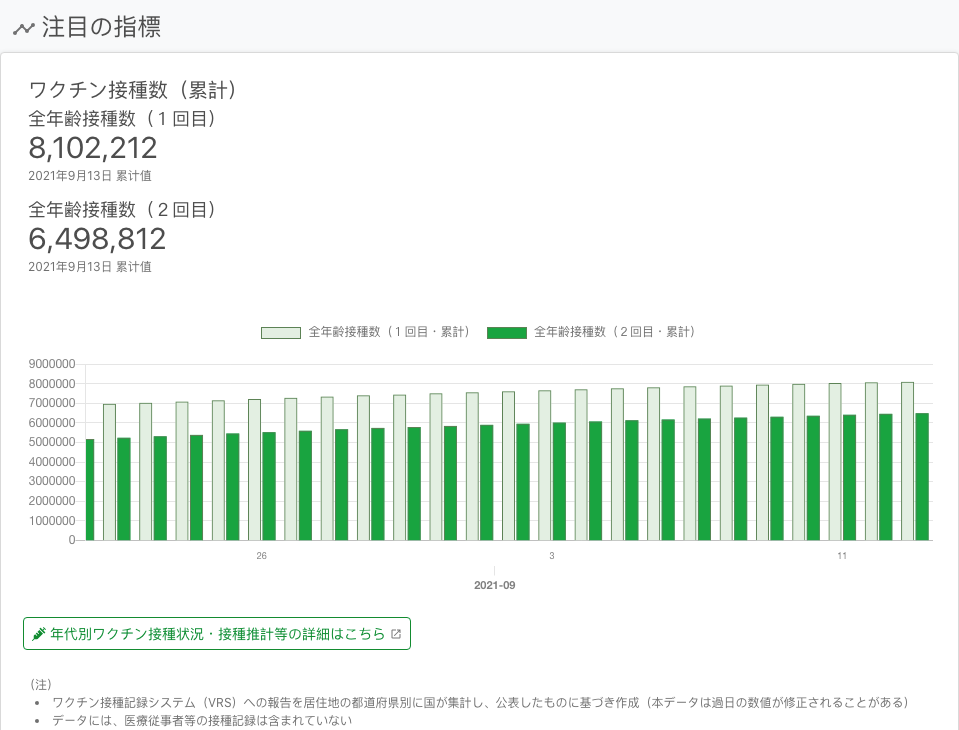 注目の指標
ワクチン接種数（累計）
全年齢接種数（１回目）
8,102,212
2021年9月13日 累计值
全年齢接種数（２回目）
6,498,812
2021年9月13日 累计值
全年齢接種数（１回目・累計） 全年齢接種数（２回目・累計）
9000000
8000000
7000000
6000000
5000000
4000000
3000000
2000000
1000000
0
26 3 11
2021-09
年代別ワクチン接種状況・接種推計等の詳細はこちら
(注)
• ワクチン接種記録システム（VRS）への報告を居住地の都道府県別に国が集計し、公表したものに基づき作成（本データは過日の数値が修正されることがある）
• データには、医療従事者等の接種記録は含まれていない